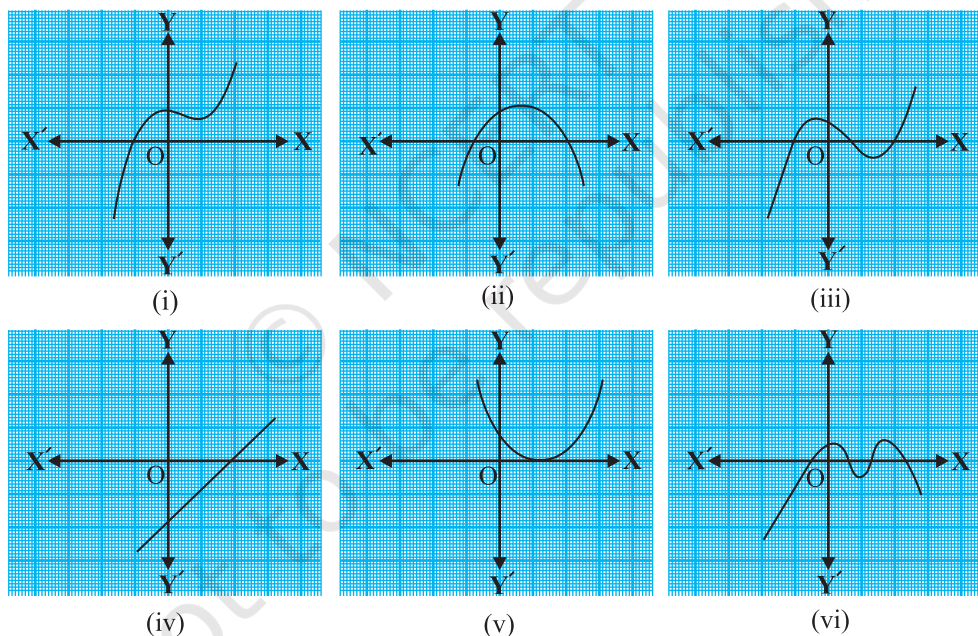 Y Y Y
X′ X X′ X X′ X
O O O
Y′ Y′ Y′
(i) (ii) (iii)
Y Y Y
X′ X X′ X X′ X
O O O
Y′ Y′ Y′
(iv) (v) (vi)